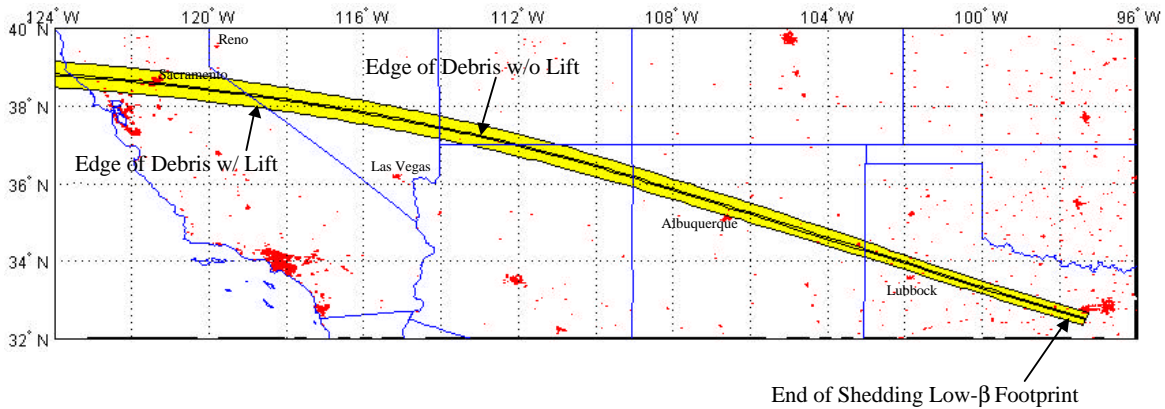 124° W 120° W 116° W 112° W 108° W 104° W 100° W 96° W
40° N
Reno
Edge of Debris w/o Lift
Sacramento
38° N
Edge of Debris w/ Lift
Las Vegas
36° N
Albuquerque
34° N
Lubbock
32° N
End of Shedding Low-β Footprint